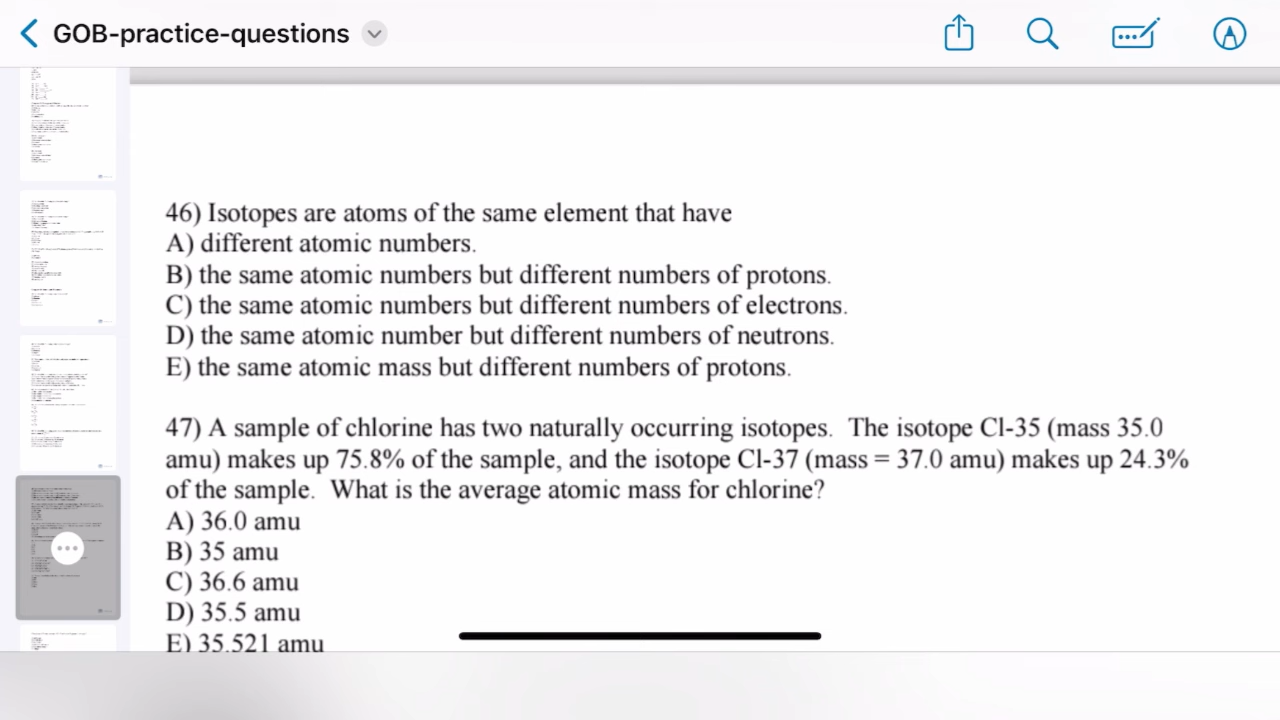 GOB-practice-questions
46) Isotopes are atoms of the same element that have
A) different atomic numbers.
B) the same atomic numbers but different numbers of protons.
C) the same atomic numbers but different numbers of electrons.
D) the same atomic number but different numbers of neutrons.
E) the same atomic mass but different numbers of protons.
47) A sample of chlorine has two naturally occurring isotopes. The isotope Cl-35 (mass 35.0
amu) makes up 75.8% of the sample, and the isotope Cl-37 (mass = 37.0 amu) makes up 24.3%
of the sample. What is the average atomic mass for chlorine?
A) 36.0 amu
B) 35 amu
C) 36.6 amu
D) 35.5 amu
E) 35.521 amu